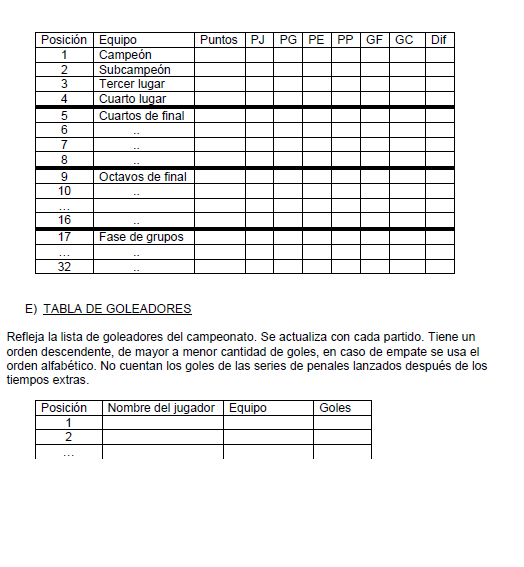 Posición Equipo Puntos PJ PG PE PP GF GC Dif
1 Campeón
2 Subcampeón
3 Tercer lugar
4 Cuarto lugar
5 Cuartos de final
6 ..
7 ..
8 ..
9 Octavos de final
10 ..
...
16 ..
17 Fase de grupos
... ..
32 ..
E) TABLA DE GOLEADORES
Refleja la lista de goleadores del campeonato. Se actualiza con cada partido. Tiene un
orden descendente, de mayor a menor cantidad de goles, en caso de empate se usa el
orden alfabético. No cuentan los goles de las series de penales lanzados después de los
tiempos extras.
Posición Nombre del jugador Equipo Goles
1
2
...